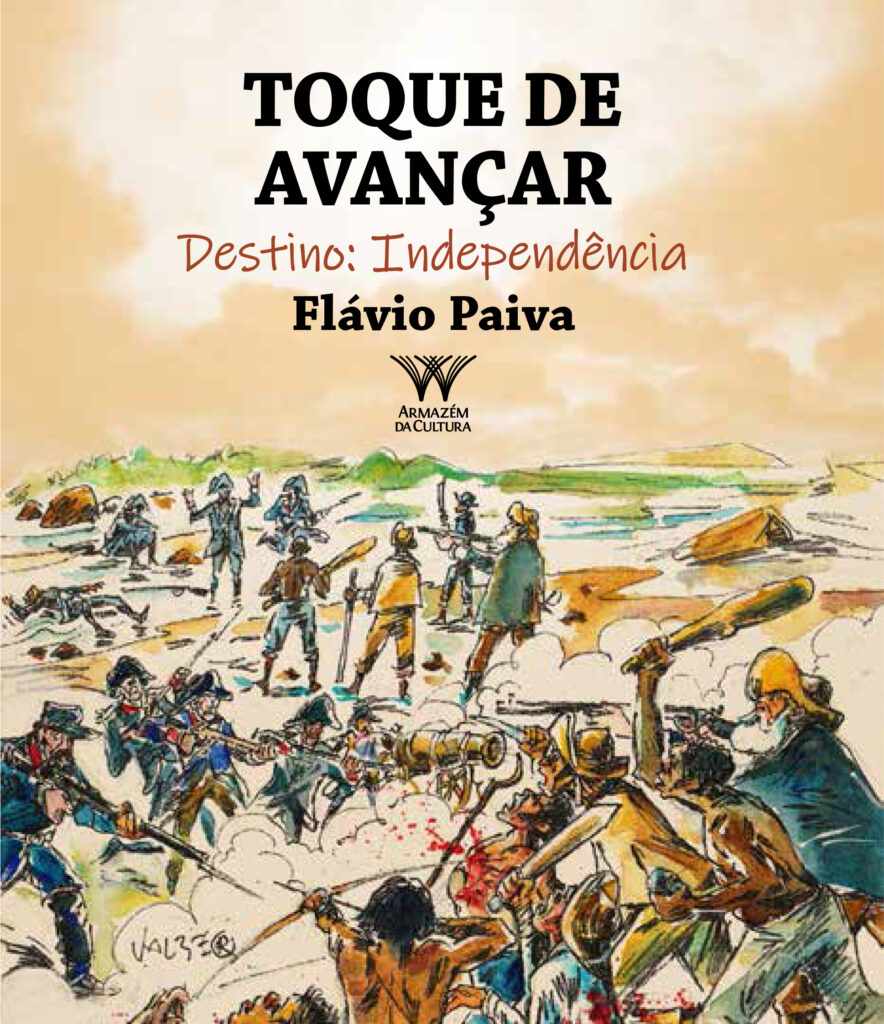 TOQUE DE
AVANÇAR
Destino: Independência
Flávio Paiva
ARMAZÉM
DA CULTURA
VALBER